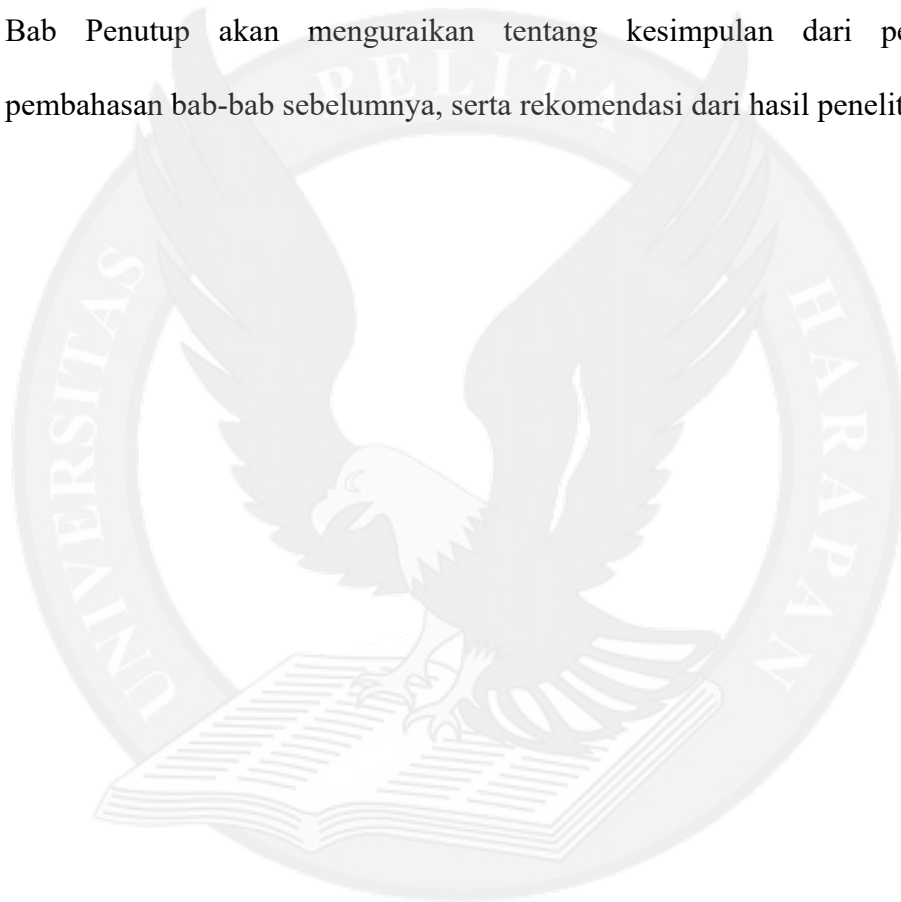 Bab Penutup akan menguraikan tentang kesimpulan dari
pembahasan bab-bab sebelumnya, serta rekomendasi dari hasil
UNIVERSITAS PELITA HARAPAN